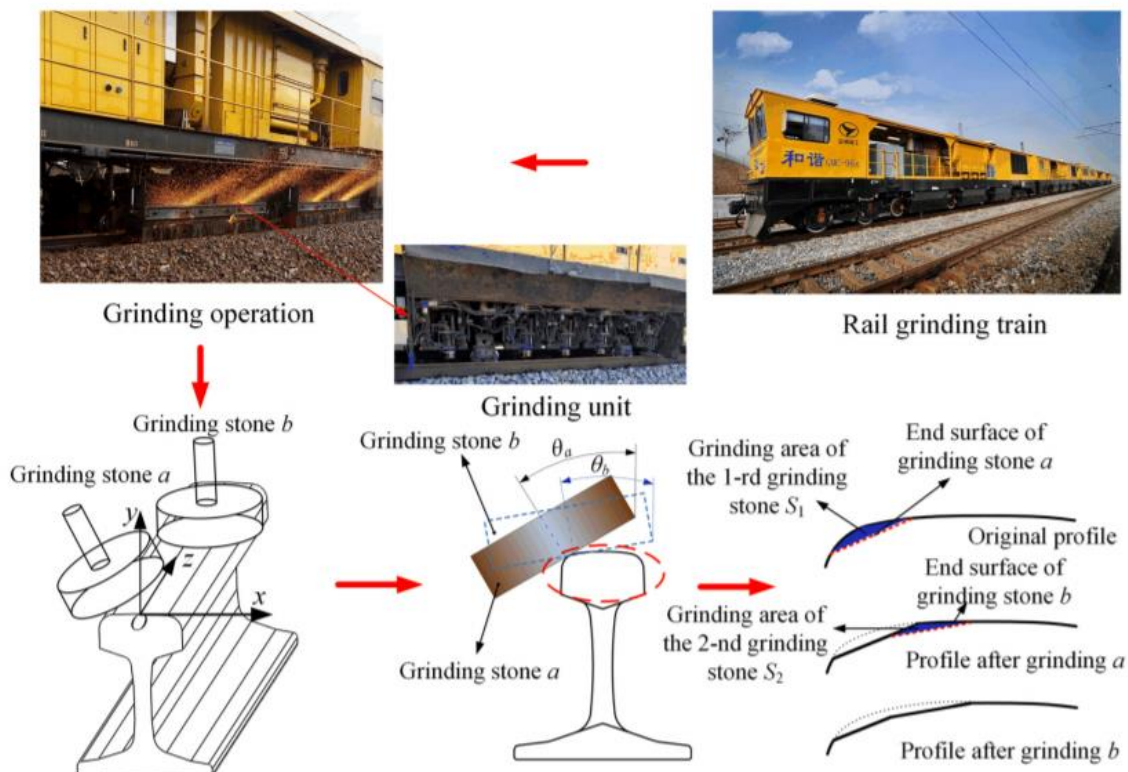 Grinding operation
和谐 GMC-96x
Rail grinding train
Grinding unit
Grinding stone b
Grinding stone a
y
z
x
Grinding stone b
θa
θb
Grinding stone a
Grinding area of
the 1-rd grinding
stone S1
End surface of
grinding stone a
Original profile
End surface of
grinding stone b
Grinding area of
the 2-nd grinding
stone S2
Profile after grinding a
Profile after grinding b